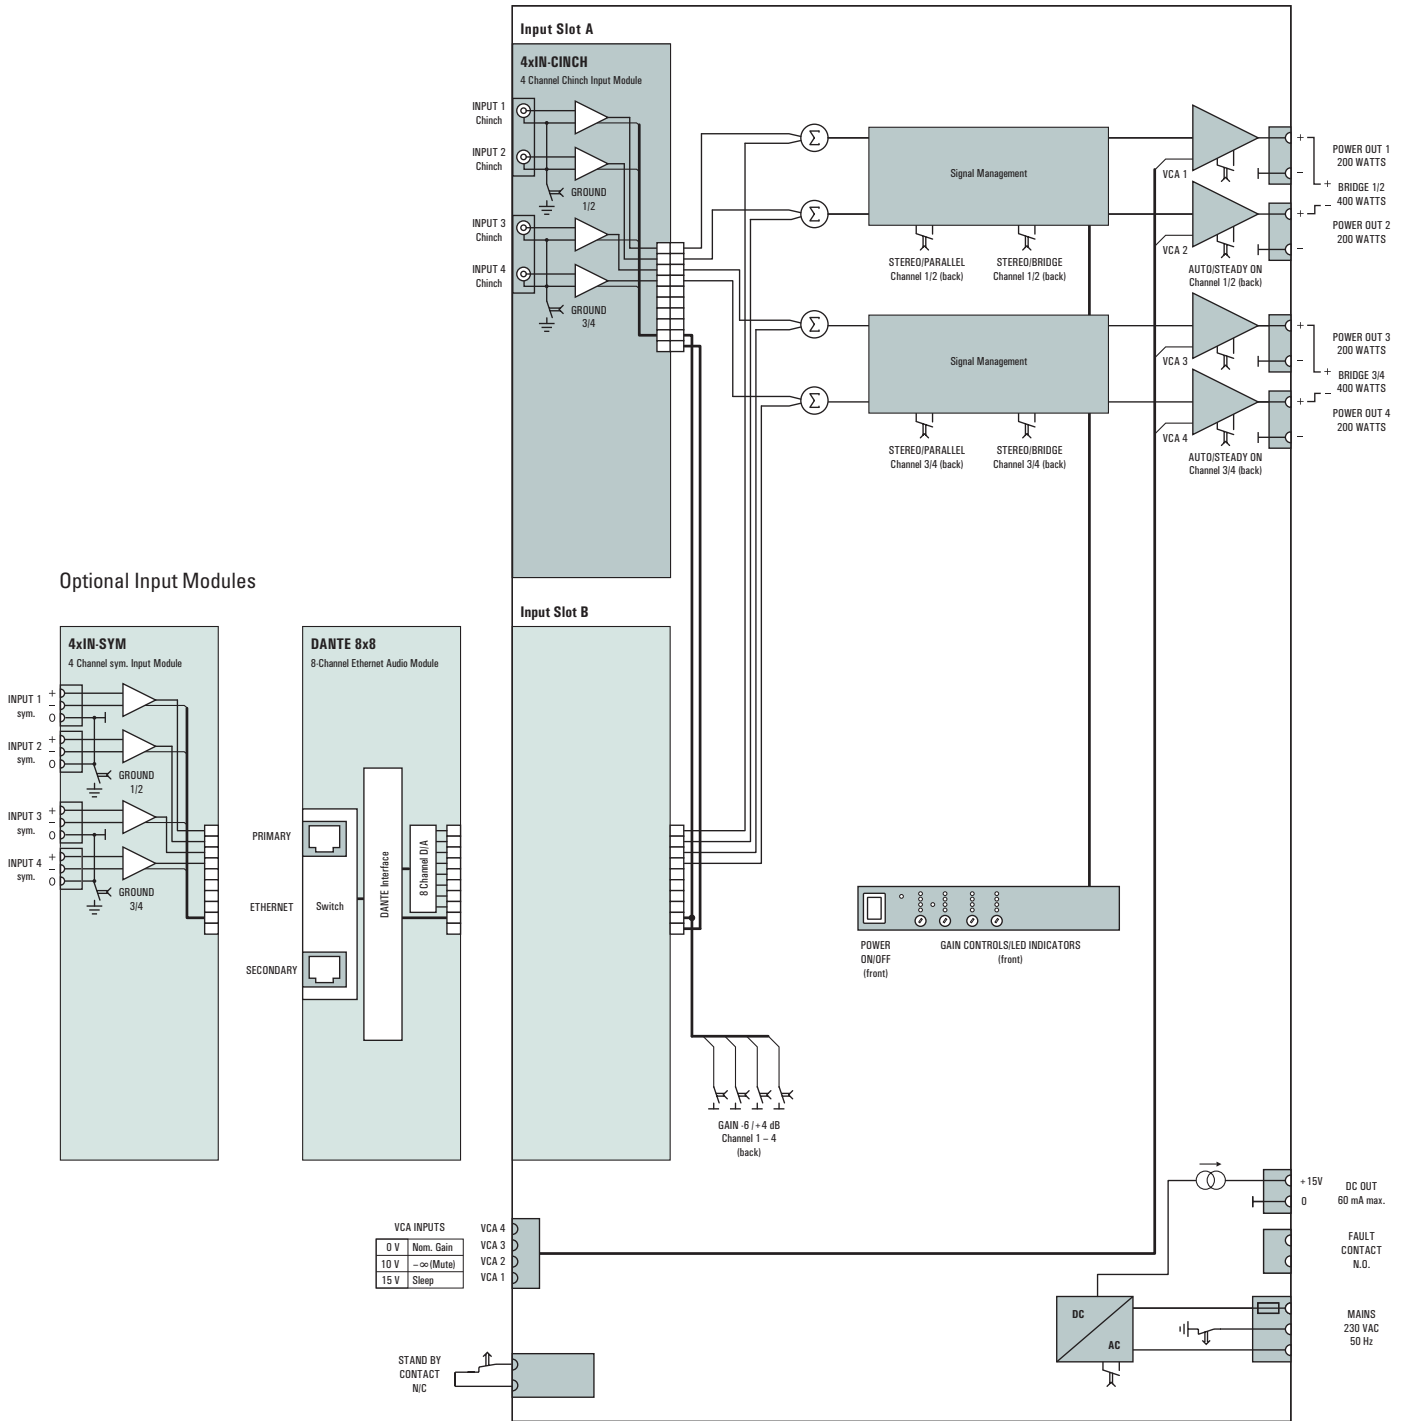 Input Slot A
4xIN-CINCH
4 Channel Chinch Input Module
INPUT 1
Chinch
INPUT 2
Chinch
GROUND
1/2
INPUT 3
Chinch
INPUT 4
Chinch
GROUND
3/4
Σ
Σ
Σ
Σ
Signal Management
STEREO/PARALLEL
Channel 1/2 (back)
STEREO/BRIDGE
Channel 1/2 (back)
Signal Management
STEREO/PARALLEL
Channel 3/4 (back)
STEREO/BRIDGE
Channel 3/4 (back)
VCA 1
VCA 2
AUTO/STEADY ON
Channel 1/2 (back)
VCA 3
VCA 4
AUTO/STEADY ON
Channel 3/4 (back)
+
POWER OUT 1
200 WATTS
–
+ BRIDGE 1/2
– 400 WATTS
+
POWER OUT 2
200 WATTS
–
+
POWER OUT 3
200 WATTS
–
+ BRIDGE 3/4
– 400 WATTS
+
POWER OUT 4
200 WATTS
–
Optional Input Modules
4xIN-SYM
4 Channel sym. Input Module
INPUT 1 +
–
sym.
0
INPUT 2 +
–
sym.
0
GROUND
1/2
INPUT 3 +
–
sym.
0
INPUT 4 +
–
sym.
0
GROUND
3/4
DANTE 8x8
8-Channel Ethernet Audio Module
PRIMARY
ETHERNET
SECONDARY
Switch
DANTE Interface
8 Channel D/A
Input Slot B
GAIN -6 / +4 dB
Channel 1 – 4
(back)
POWER
ON/OFF
(front)
GAIN CONTROLS/LED INDICATORS
(front)
VCA INPUTS
0 V Nom. Gain
10 V –∞ (Mute)
15 V Sleep
VCA 4
VCA 3
VCA 2
VCA 1
STAND BY
CONTACT
N/C
DC
AC
+ 15V
0
DC OUT
60 mA max.
FAULT
CONTACT
N.O.
MAINS
230 VAC
50 Hz